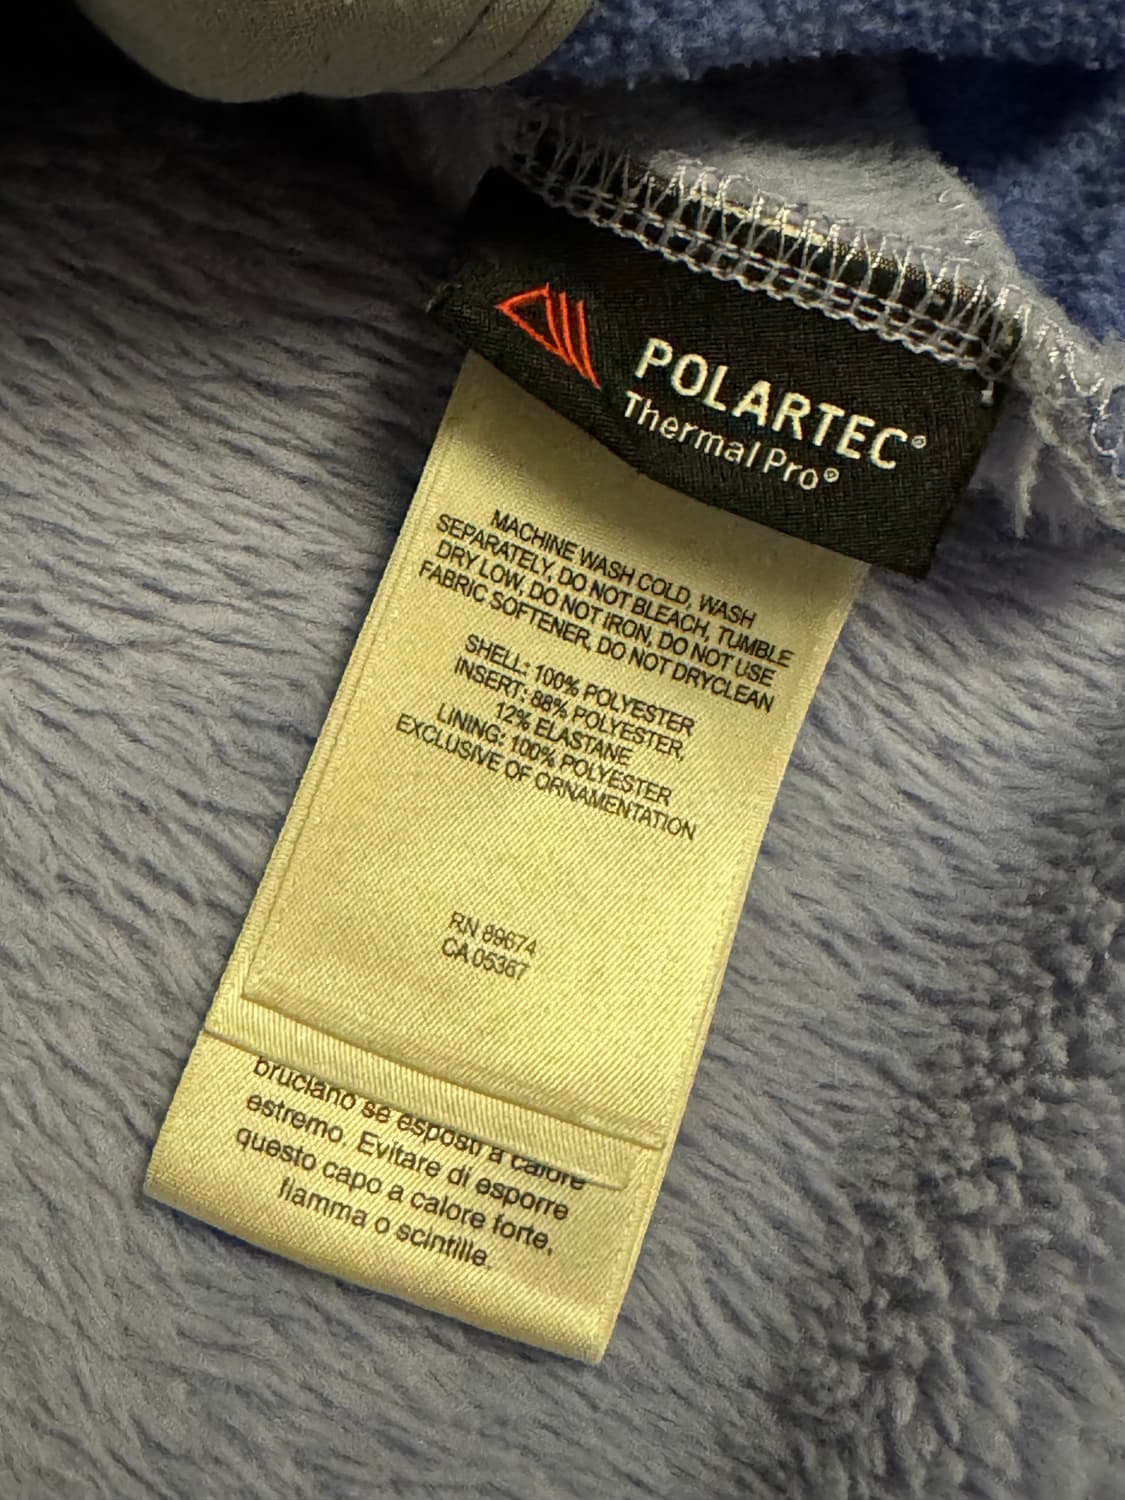 POLARTEC®
Thermal Pro®
MACHINE WASH COLD, WASH
SEPARATELY, DO NOT BLEACH, TUMBLE
DRY LOW, DO NOT IRON, DO NOT USE
FABRIC SOFTENER, DO NOT DRYCLEAN
SHELL: 100% POLYESTER
INSERT: 88% POLYESTER,
12% ELASTANE
LINING: 100% POLYESTER
EXCLUSIVE OF ORNAMENTATION
RN 89674
CA 05367
bruciano se esposti a calore
estremo. Evitare di esporre
questo capo a calore forte,
fiamma o scintille.